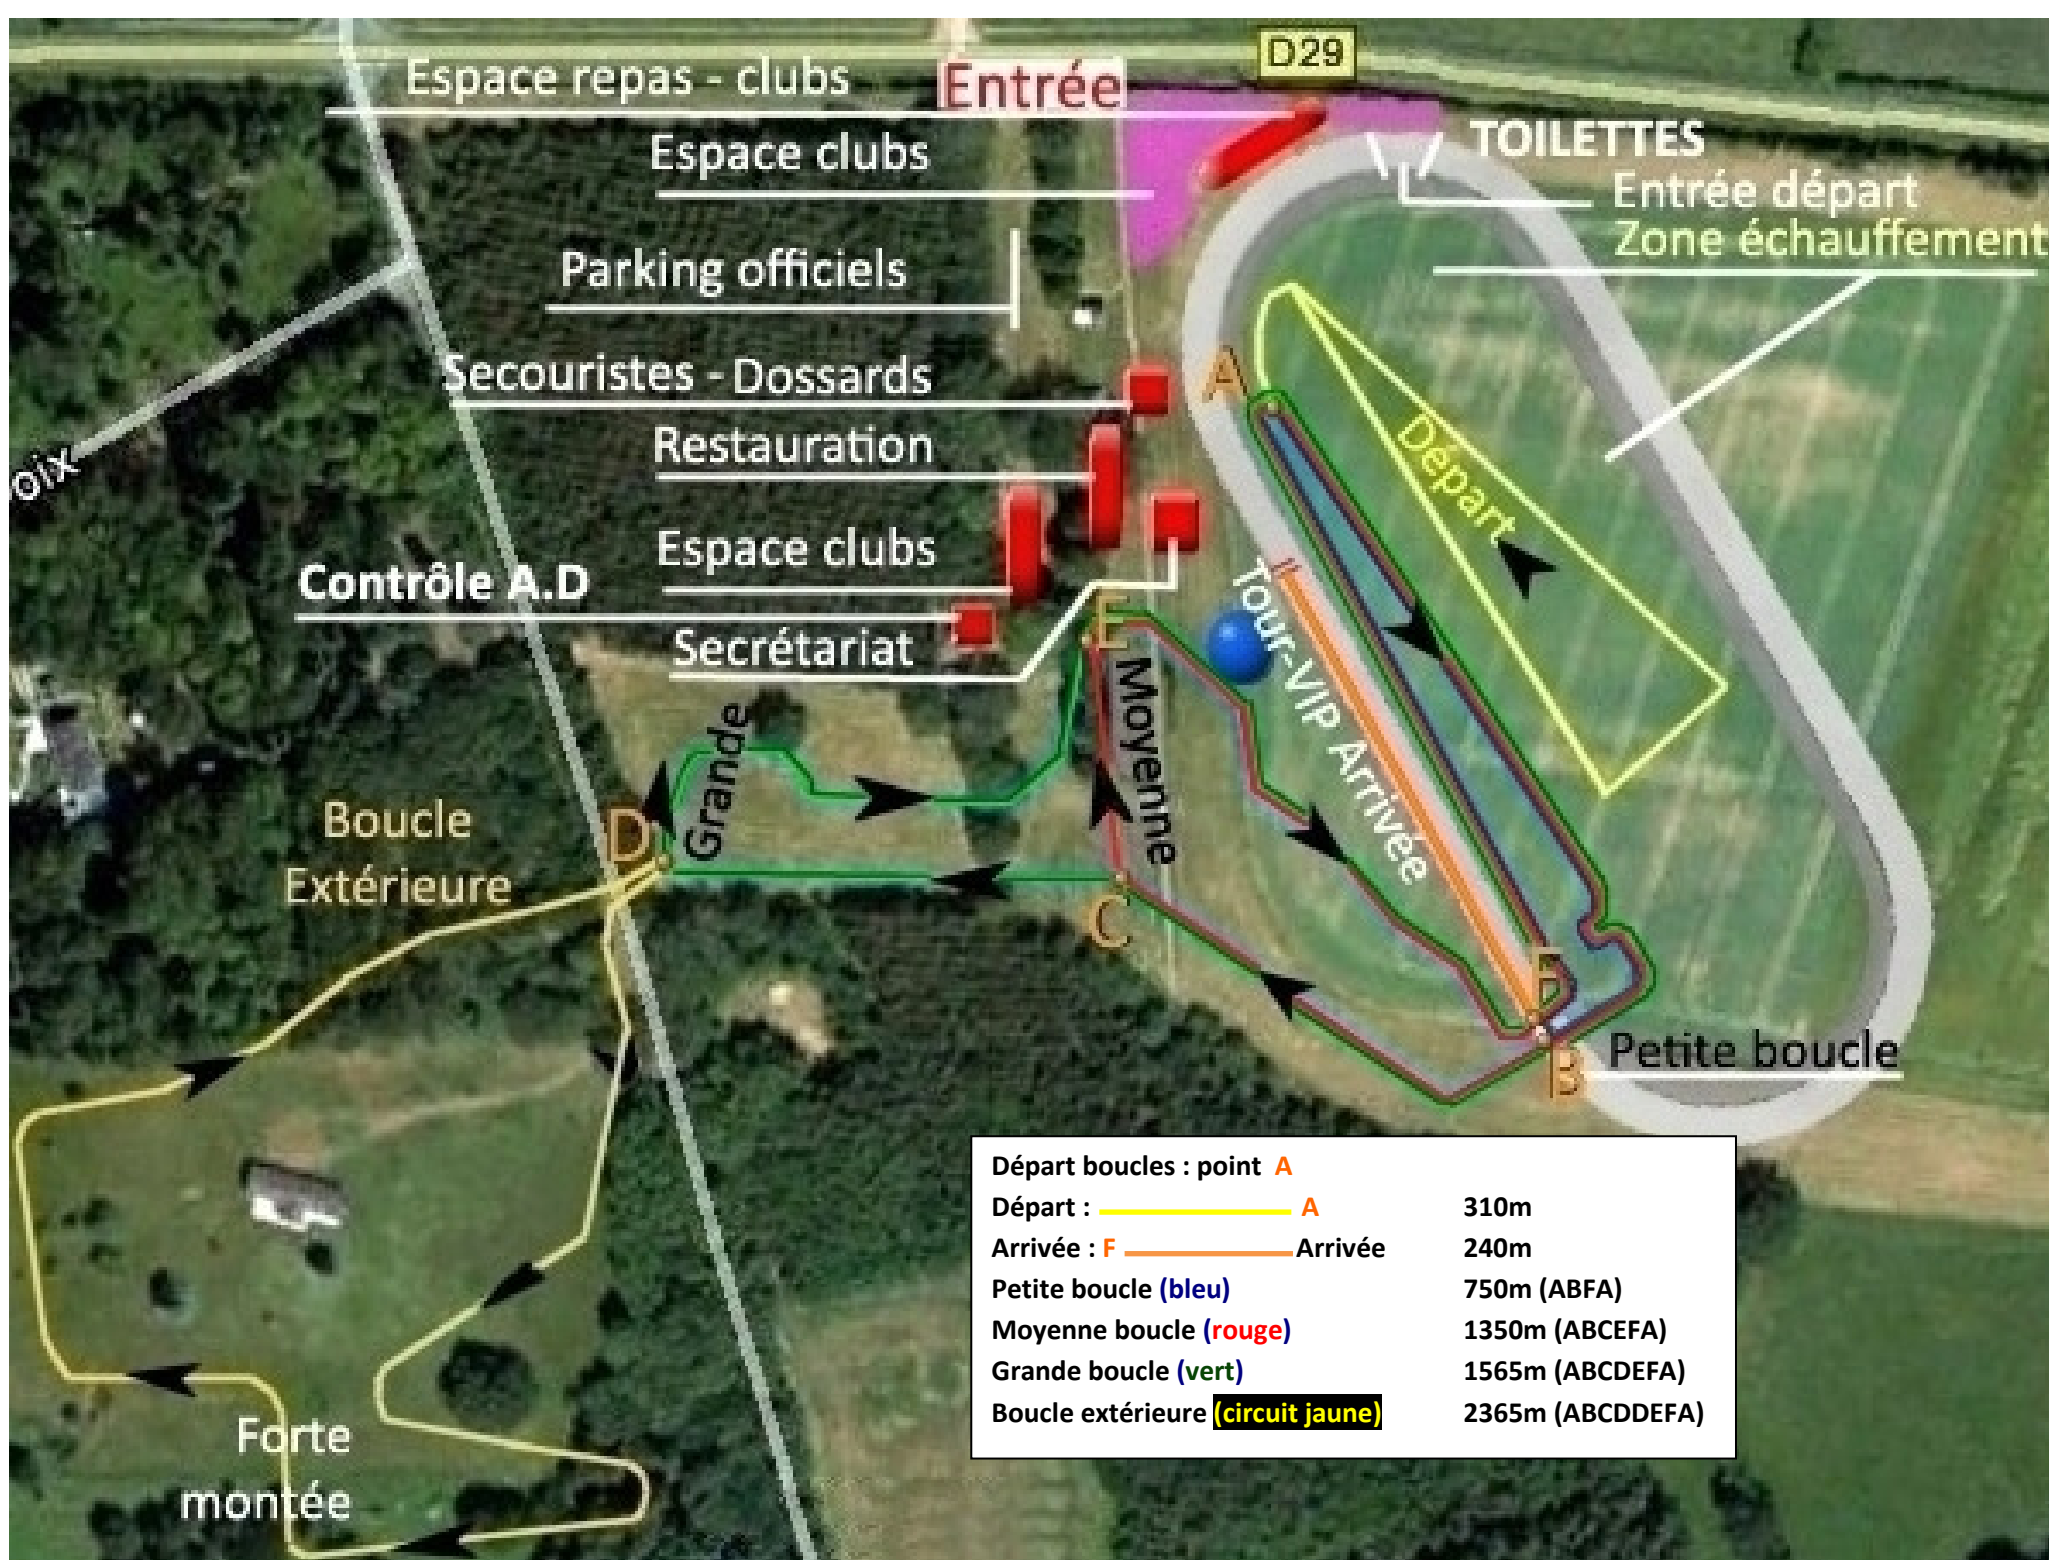 D29
Espace repas - clubs
Entrée
TOILETTES
Espace clubs
Entrée départ
Zone échauffement
Parking officiels
Secouristes - Dossards
A
Départ
Restauration
oix
Espace clubs
Contrôle A.D
Secrétariat
E
Tour-VIP Arrivée
Moyenne
Grande
Boucle
Extérieure
D
C
F
B
Petite boucle
Forte
montée
Départ boucles : point A
Départ : A 310m
Arrivée : F Arrivée 240m
Petite boucle (bleu) 750m (ABFA)
Moyenne boucle (rouge) 1350m (ABCEFA)
Grande boucle (vert) 1565m (ABCDEFA)
Boucle extérieure (circuit jaune) 2365m (ABCDDEFA)